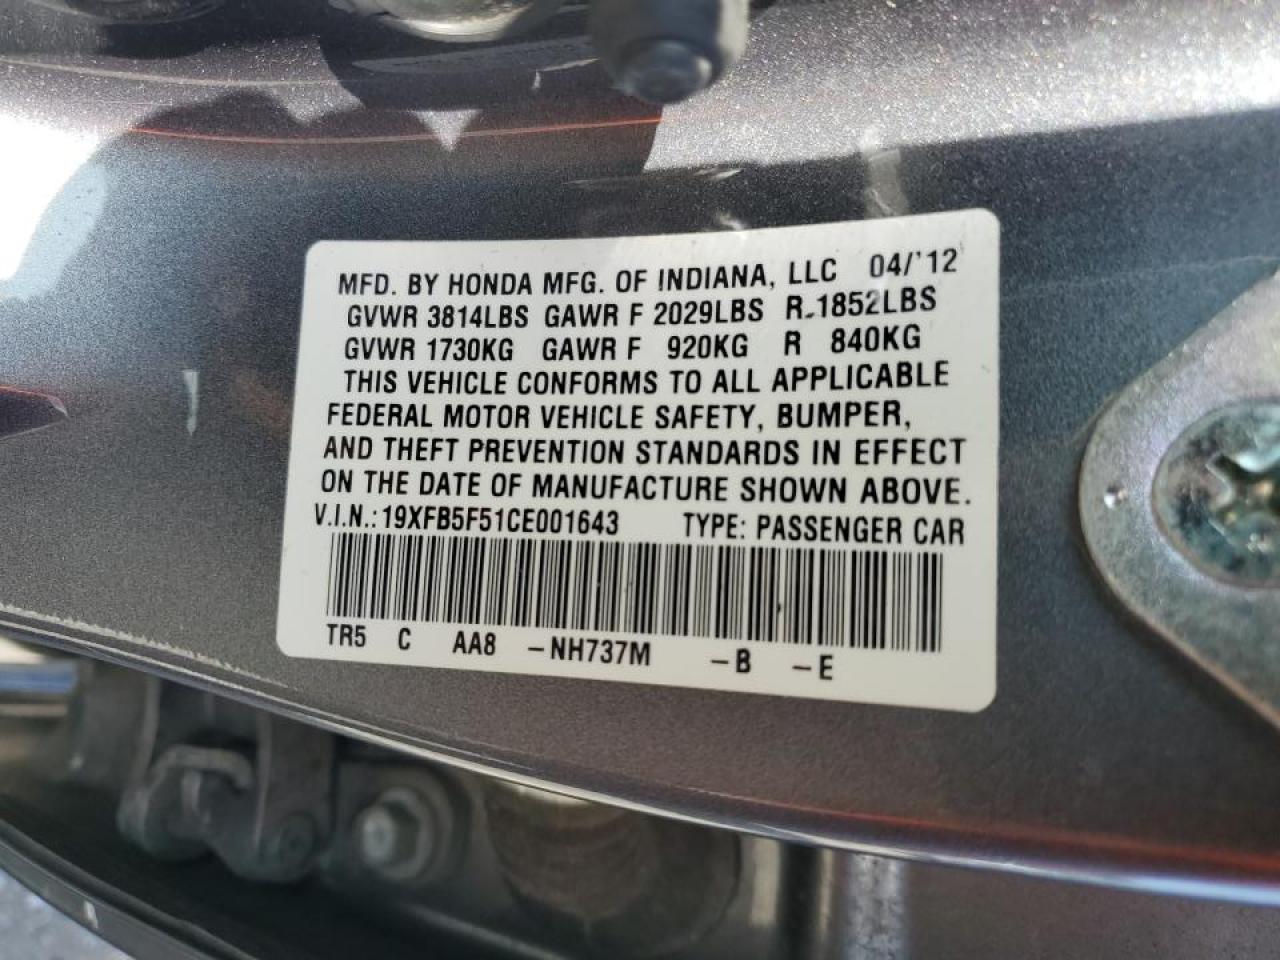 MFD. BY HONDA MFG. OF INDIANA, LLC 04/'12
GVWR 3814LBS GAWR F 2029LBS R 1852LBS
GVWR 1730KG GAWR F 920KG R 840KG
THIS VEHICLE CONFORMS TO ALL APPLICABLE
FEDERAL MOTOR VEHICLE SAFETY, BUMPER,
AND THEFT PREVENTION STANDARDS IN EFFECT
ON THE DATE OF MANUFACTURE SHOWN ABOVE.
V.I.N.: 19XFB5F51CE001643 TYPE: PASSENGER CAR
TR5 C AA8 -NH737M -B -E